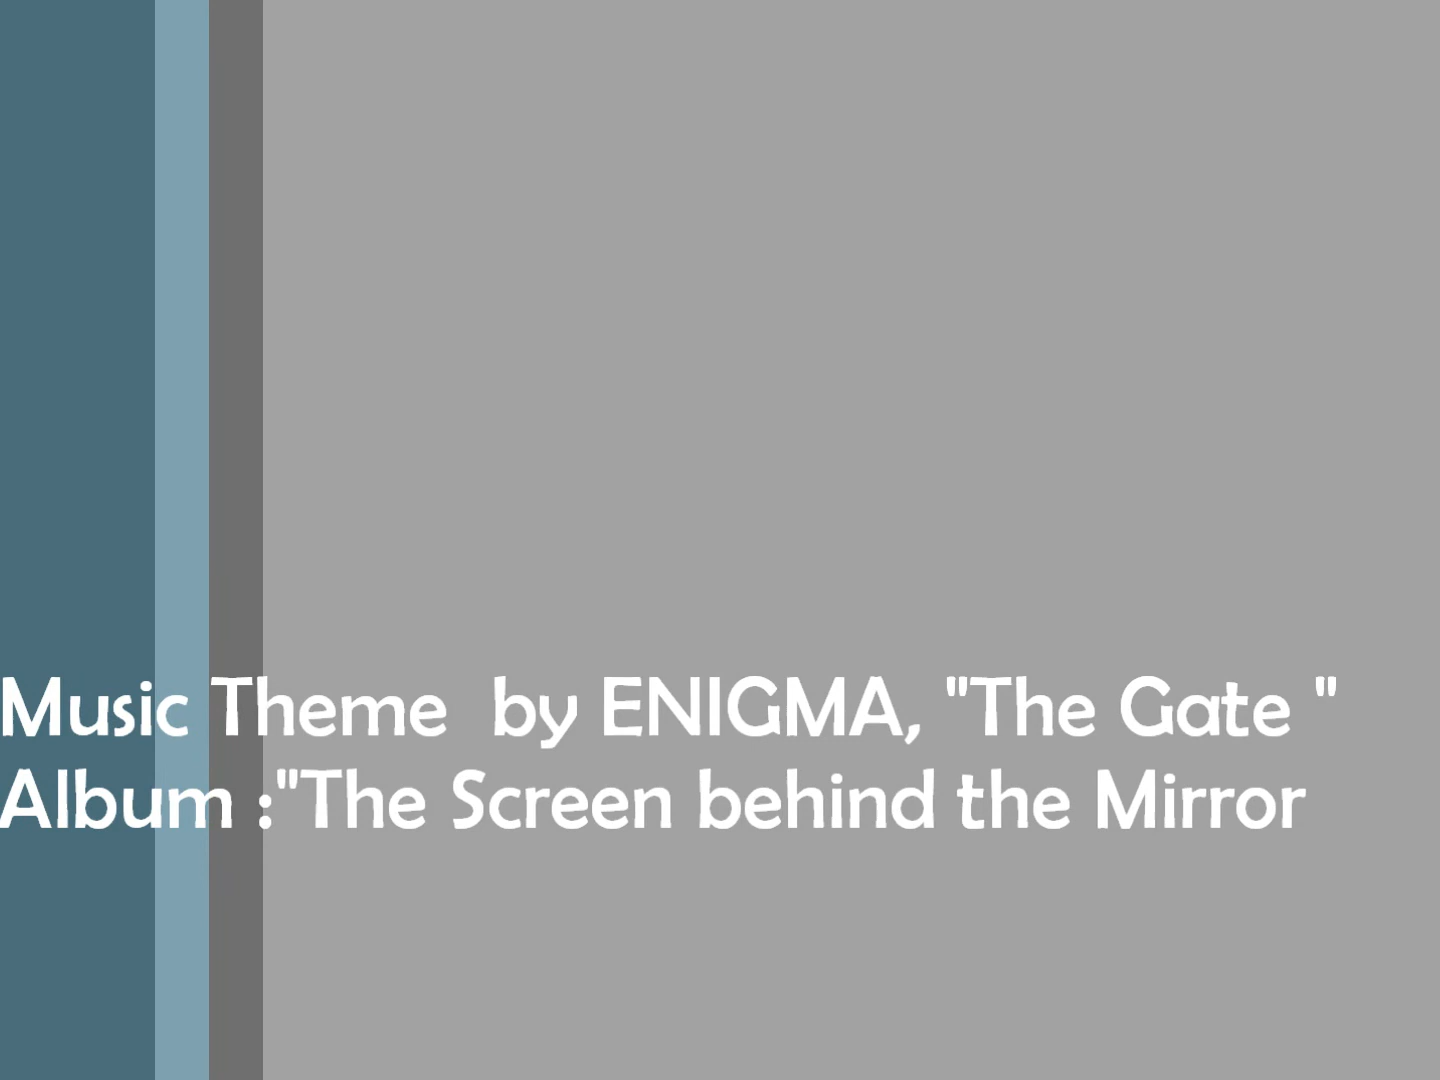 Music Theme  by ENIGMA, "The Gate "
Album :"The Screen behind the Mirror